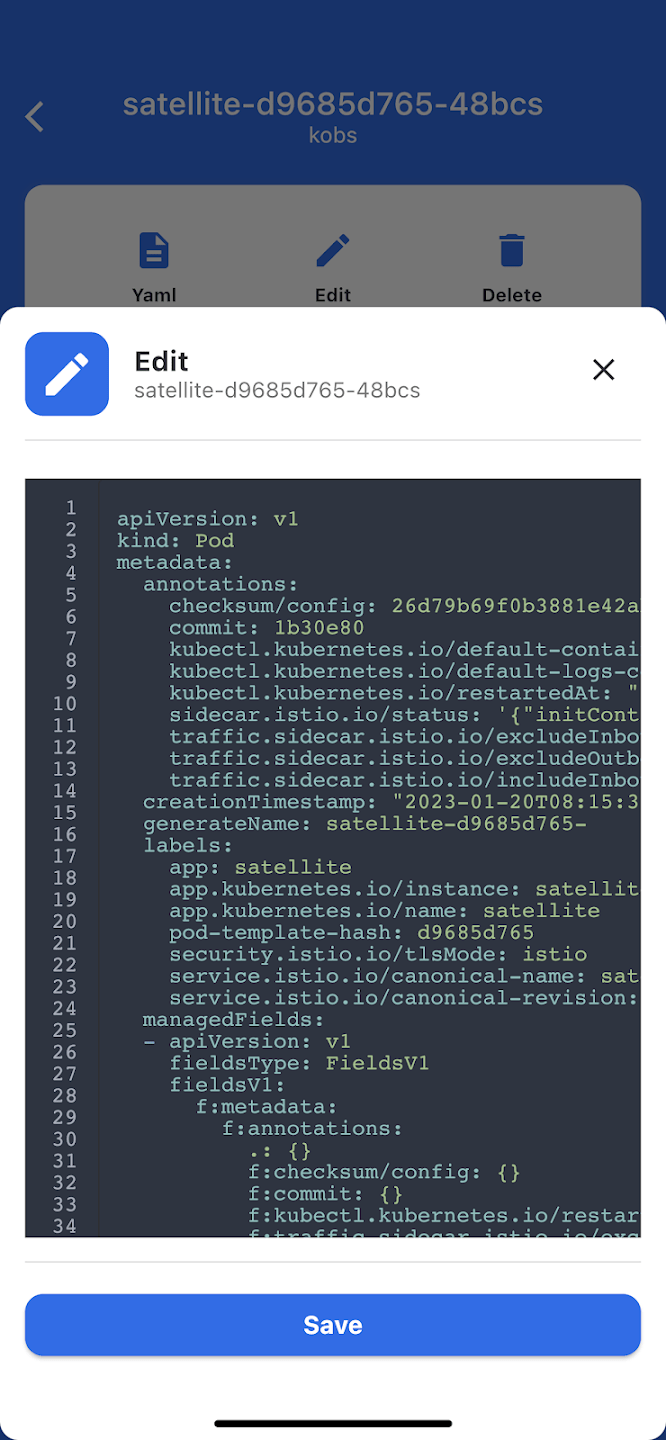 satellite-d9685d765-48bcs
kobs
Yaml Edit Delete
Edit
satellite-d9685d765-48bcs
1 apiVersion: v1
2 kind: Pod
3 metadata:
4 annotations:
5 checksum/config: 26d79b69f0b3881e42a
6 commit: 1b30e80
7 kubectl.kubernetes.io/default-contai
8 kubectl.kubernetes.io/default-logs-c
9 kubectl.kubernetes.io/restartedAt: "
10 sidecar.istio.io/status: '{"initCont
11 traffic.sidecar.istio.io/excludeInbo
12 traffic.sidecar.istio.io/excludeOutb
13 traffic.sidecar.istio.io/includeInbo
14 creationTimestamp: "2023-01-20T08:15:3
15 generateName: satellite-d9685d765-
16 labels:
17 app: satellite
18 app.kubernetes.io/instance: satellit
19 app.kubernetes.io/name: satellite
20 pod-template-hash: d9685d765
21 security.istio.io/tlsMode: istio
22 service.istio.io/canonical-name: sat
23 service.istio.io/canonical-revision:
24 managedFields:
25 - apiVersion: v1
26 fieldsType: FieldsV1
27 fieldsV1:
28 f:metadata:
29 f:annotations:
30 .: {}
31 f:checksum/config: {}
32 f:commit: {}
33 f:kubectl.kubernetes.io/restar
34 f:traffic.sidecar.istio.io/exc
Save